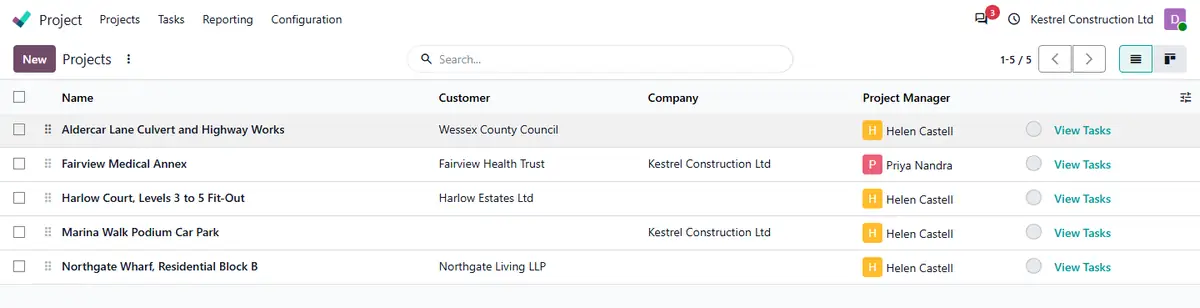 Project Projects Tasks Reporting Configuration 3 Kestrel Construction Ltd D
New Projects Search... 1-5 / 5
Name Customer Company Project Manager
Aldercar Lane Culvert and Highway Works Wessex County Council H Helen Castell View Tasks
Fairview Medical Annex Fairview Health Trust Kestrel Construction Ltd P Priya Nandra View Tasks
Harlow Court, Levels 3 to 5 Fit-Out Harlow Estates Ltd H Helen Castell View Tasks
Marina Walk Podium Car Park Kestrel Construction Ltd H Helen Castell View Tasks
Northgate Wharf, Residential Block B Northgate Living LLP H Helen Castell View Tasks